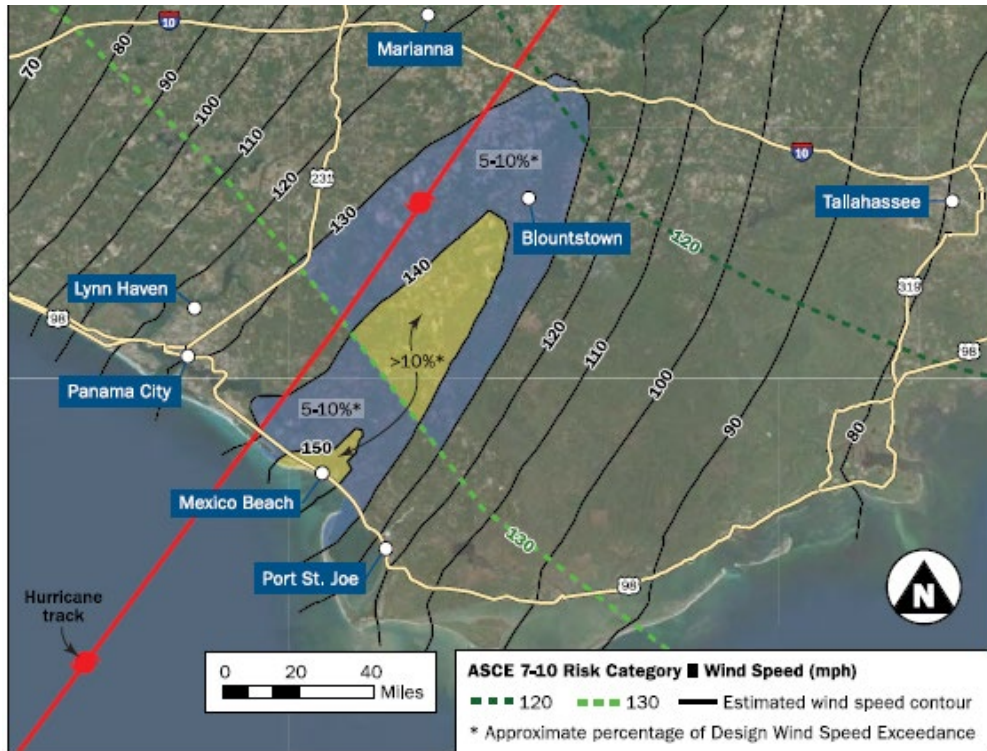 10
Marianna
70
80
90
100
110
120
130
231
5-10%*
10
Blountstown
Tallahassee
120
140
319
Lynn Haven
98
98
Panama City
>10%*
5-10%*
150
120
110
100
90
80
Mexico Beach
130
Port St. Joe
98
N
Hurricane
track
0 20 40
Miles
ASCE 7-10 Risk Category ■ Wind Speed (mph)
120 130 Estimated wind speed contour
* Approximate percentage of Design Wind Speed Exceedance